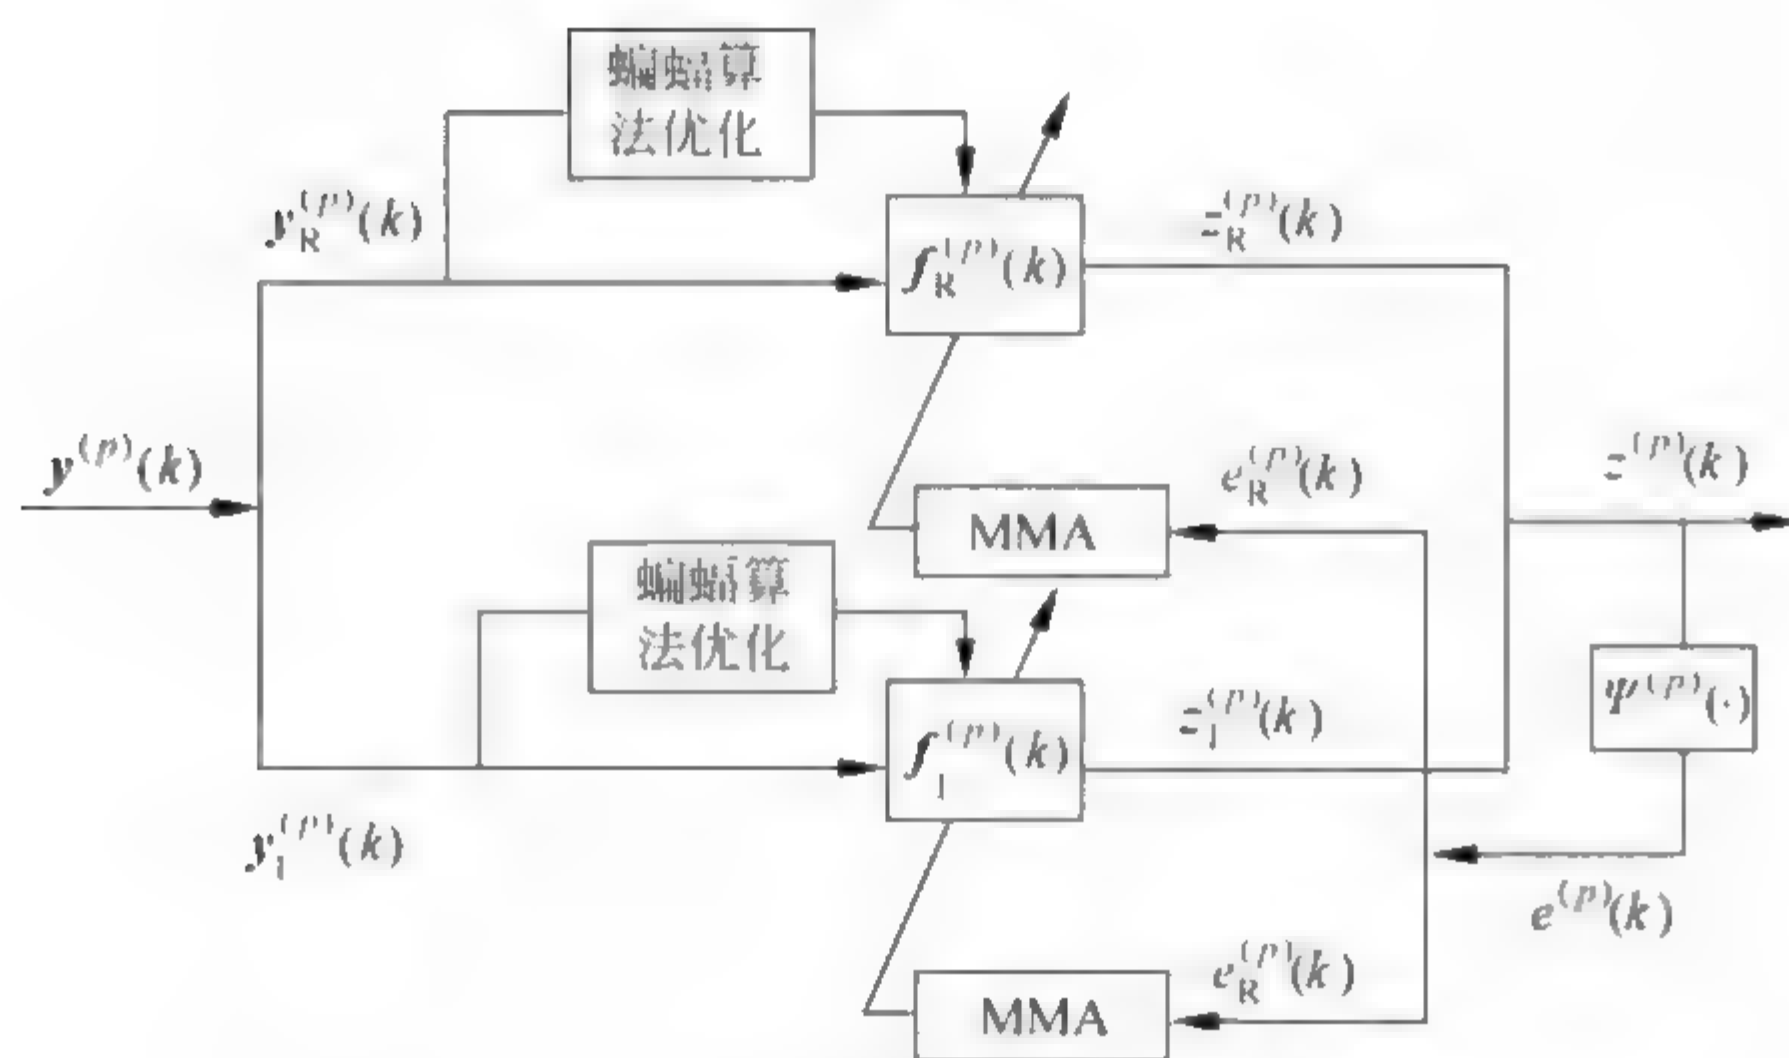 蝙蝠算
法优化
y_R^{(p)}(k)
z_R^{(p)}(k)
f_R^{(p)}(k)
y^{(p)}(k)
e_R^{(p)}(k)
z^{(p)}(k)
MMA
蝙蝠算
法优化
Ψ^{(p)}(·)
z_I^{(p)}(k)
f_I^{(p)}(k)
y_I^{(p)}(k)
e^{(p)}(k)
e_R^{(p)}(k)
MMA